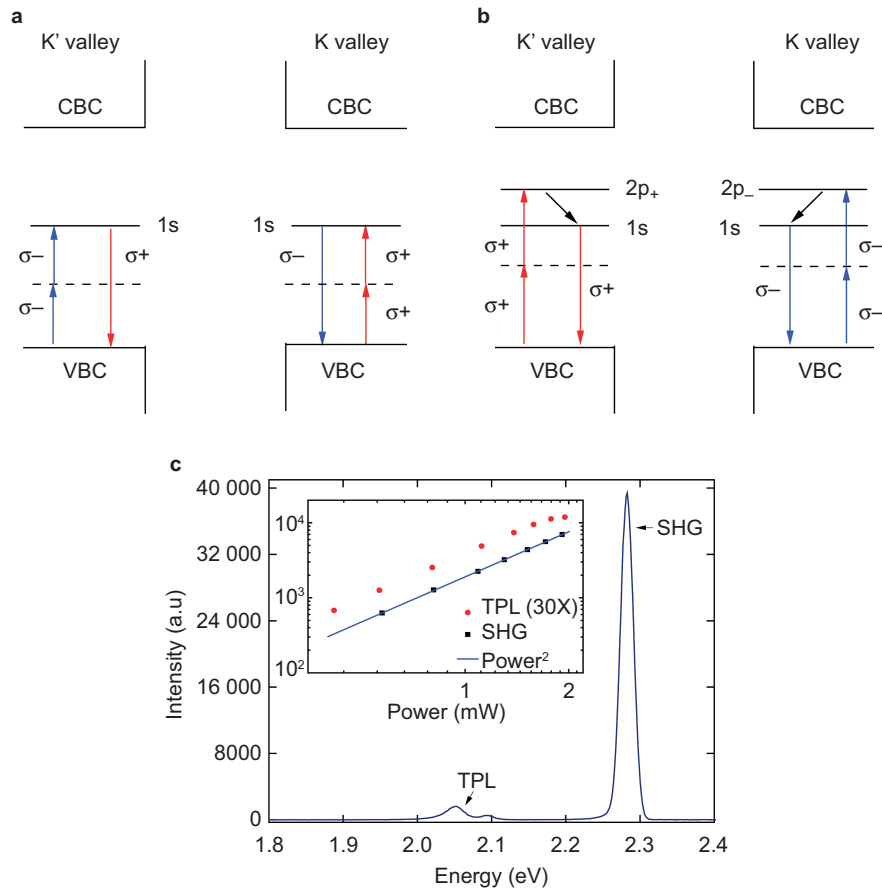 a
K' valley
K valley
CBC
CBC
1s
1s
σ−
σ+
σ−
σ+
σ−
σ+
VBC
VBC
b
K' valley
K valley
CBC
CBC
2p+
2p−
1s
1s
σ+
σ−
σ+
σ+
σ−
σ−
VBC
VBC
c
40 000
32 000
24 000
16 000
8000
0
Intensity (a.u)
SHG
TPL
10⁴
10³
10²
TPL (30X)
SHG
Power²
1
2
Power (mW)
1.8
1.9
2.0
2.1
2.2
2.3
2.4
Energy (eV)